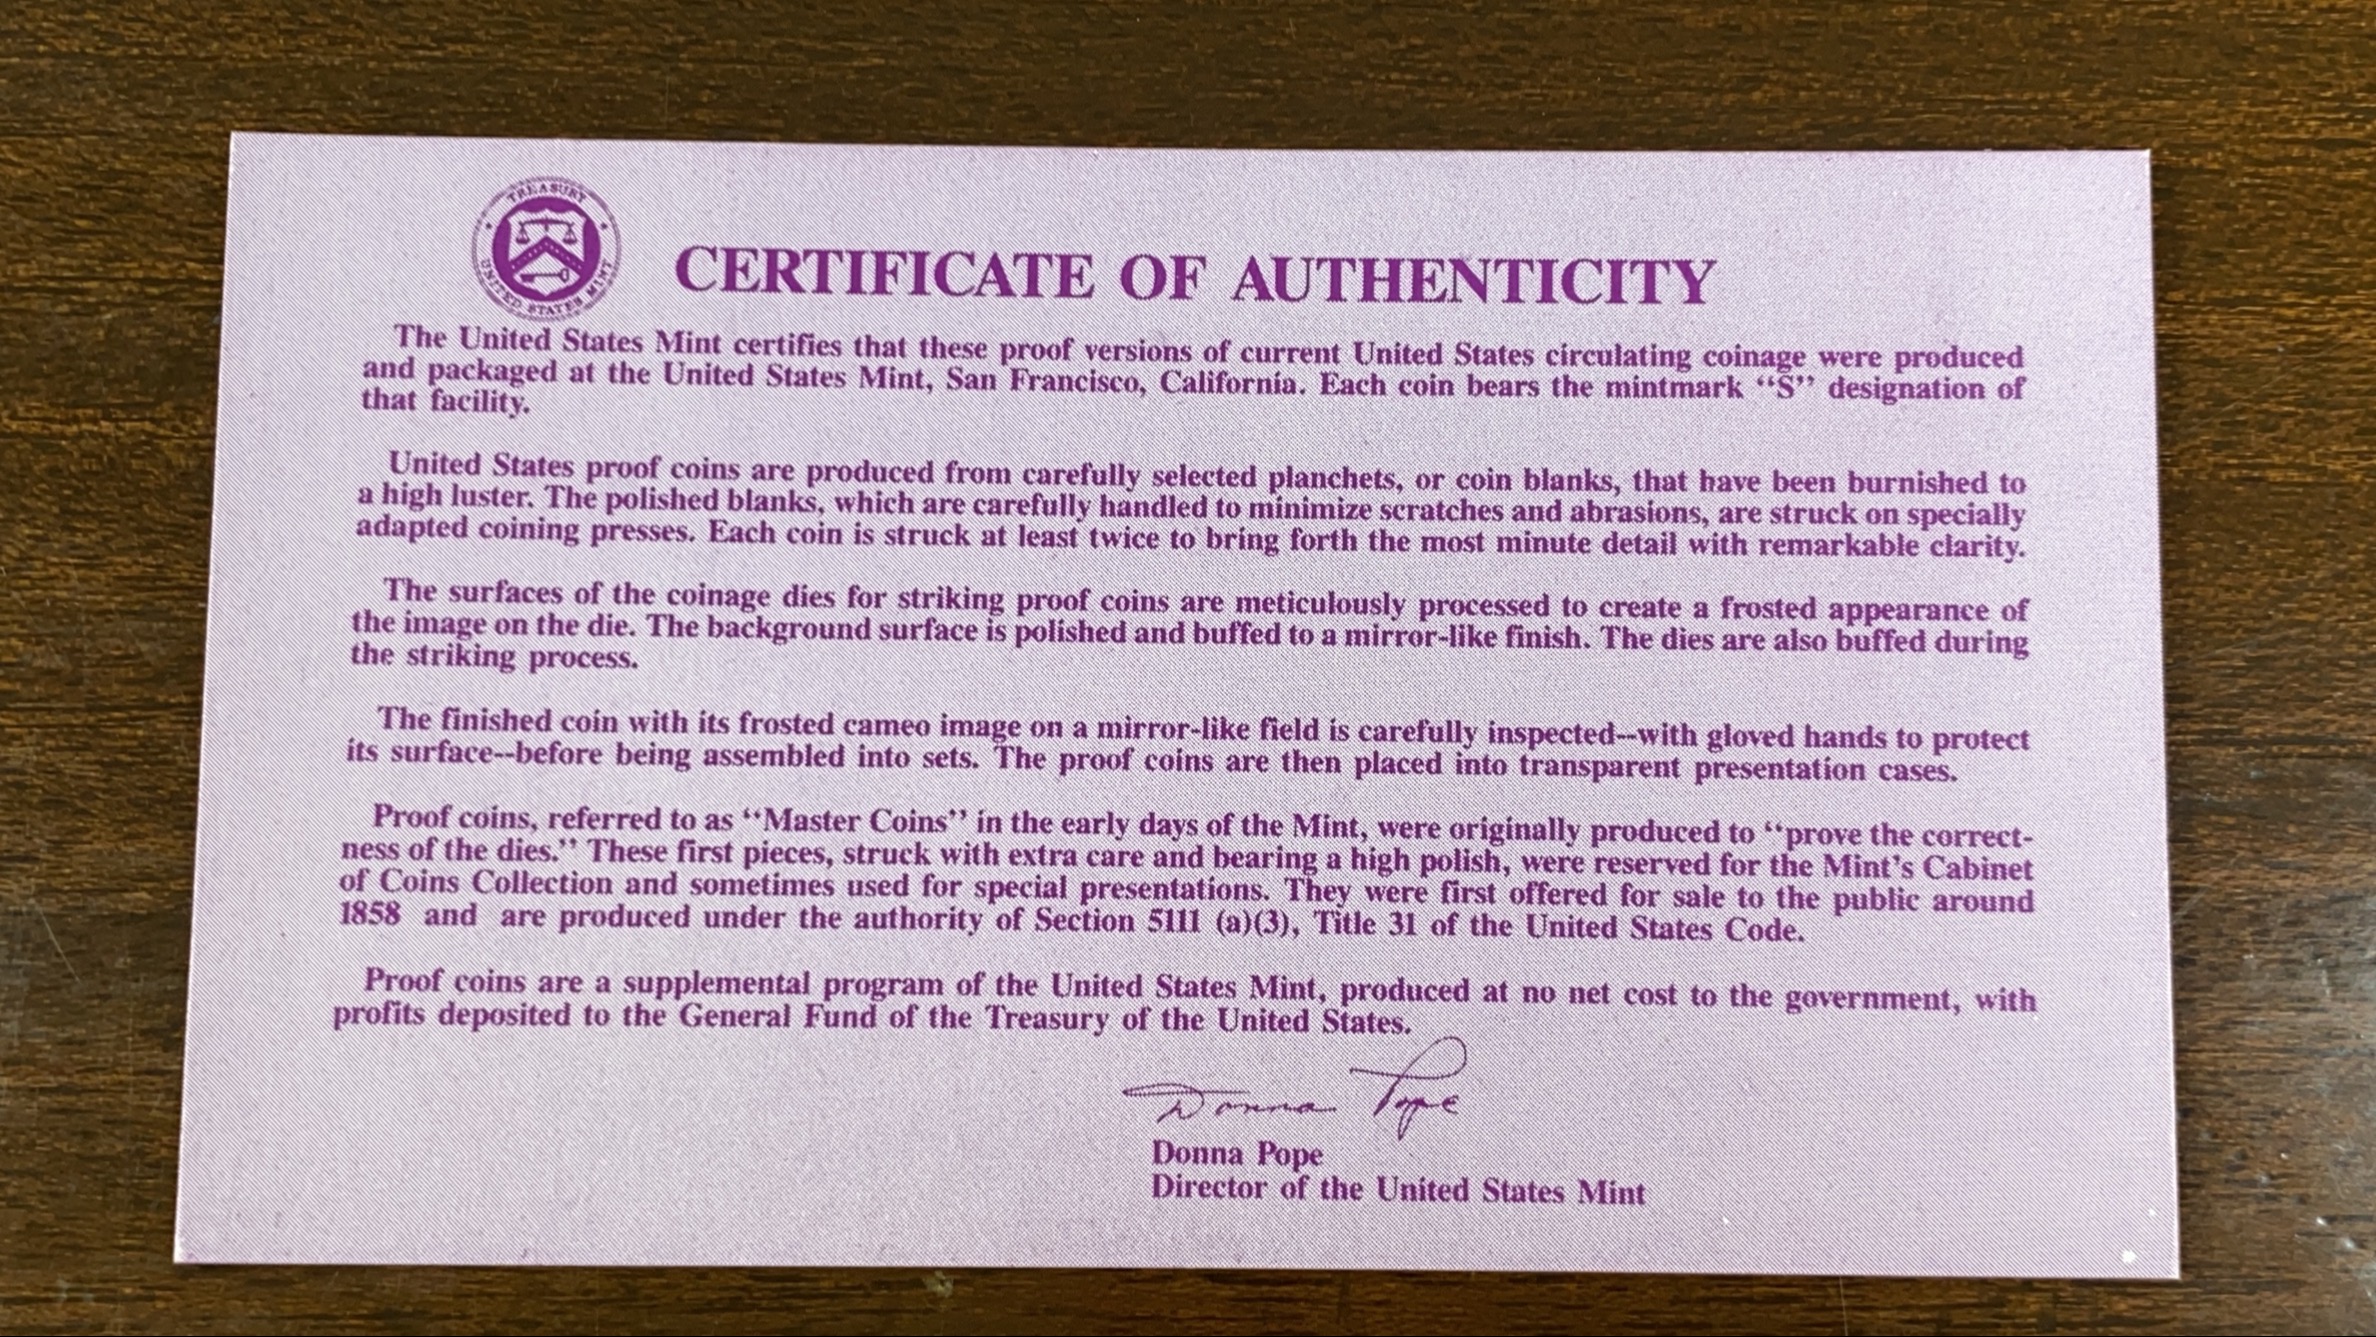 TREASURY
UNITED STATES MINT
CERTIFICATE OF AUTHENTICITY
The United States Mint certifies that these proof versions of current United States circulating coinage were produced
and packaged at the United States Mint, San Francisco, California. Each coin bears the mintmark “S” designation of
that facility.
United States proof coins are produced from carefully selected planchets, or coin blanks, that have been burnished to
a high luster. The polished blanks, which are carefully handled to minimize scratches and abrasions, are struck on specially
adapted coining presses. Each coin is struck at least twice to bring forth the most minute detail with remarkable clarity.
The surfaces of the coinage dies for striking proof coins are meticulously processed to create a frosted appearance of
the image on the die. The background surface is polished and buffed to a mirror-like finish. The dies are also buffed during
the striking process.
The finished coin with its frosted cameo image on a mirror-like field is carefully inspected--with gloved hands to protect
its surface--before being assembled into sets. The proof coins are then placed into transparent presentation cases.
Proof coins, referred to as “Master Coins” in the early days of the Mint, were originally produced to “prove the correct-
ness of the dies.” These first pieces, struck with extra care and bearing a high polish, were reserved for the Mint's Cabinet
of Coins Collection and sometimes used for special presentations. They were first offered for sale to the public around
1858 and are produced under the authority of Section 5111 (a)(3), Title 31 of the United States Code.
Proof coins are a supplemental program of the United States Mint, produced at no net cost to the government, with
profits deposited to the General Fund of the Treasury of the United States.
Donna Pope
Donna Pope
Director of the United States Mint